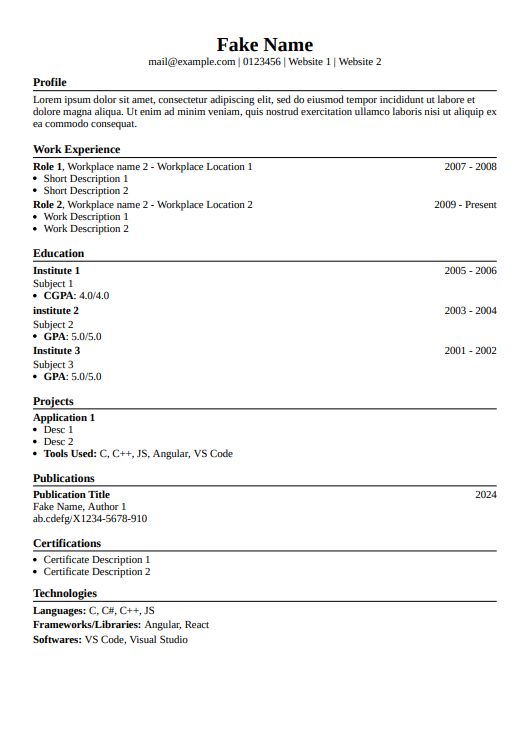 Fake Name
mail@example.com | 0123456 | Website 1 | Website 2
Profile
Lorem ipsum dolor sit amet, consectetur adipiscing elit, sed do eiusmod tempor incididunt ut labore et
dolore magna aliqua. Ut enim ad minim veniam, quis nostrud exercitation ullamco laboris nisi ut aliquip ex
ea commodo consequat.
Work Experience
Role 1, Workplace name 2 - Workplace Location 1 2007 - 2008
• Short Description 1
• Short Description 2
Role 2, Workplace name 2 - Workplace Location 2 2009 - Present
• Work Description 1
• Work Description 2
Education
Institute 1 2005 - 2006
Subject 1
• CGPA: 4.0/4.0
institute 2 2003 - 2004
Subject 2
• GPA: 5.0/5.0
Institute 3 2001 - 2002
Subject 3
• GPA: 5.0/5.0
Projects
Application 1
• Desc 1
• Desc 2
• Tools Used: C, C++, JS, Angular, VS Code
Publications
Publication Title 2024
Fake Name, Author 1
ab.cdefg/X1234-5678-910
Certifications
• Certificate Description 1
• Certificate Description 2
Technologies
Languages: C, C#, C++, JS
Frameworks/Libraries: Angular, React
Softwares: VS Code, Visual Studio